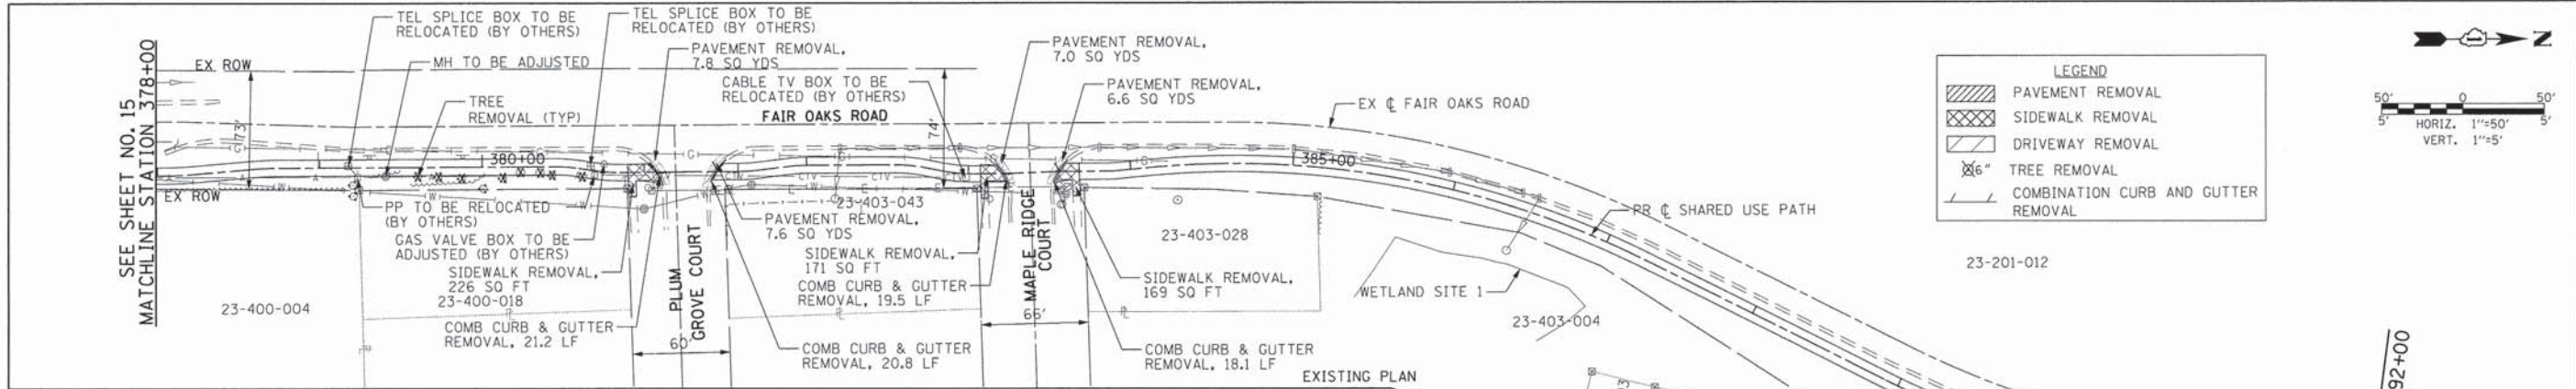 TEL SPLICE BOX TO BE
RELOCATED (BY OTHERS)
TEL SPLICE BOX TO BE
RELOCATED (BY OTHERS)
EX ROW
MH TO BE ADJUSTED
PAVEMENT REMOVAL,
7.8 SQ YDS
CABLE TV BOX TO BE
RELOCATED (BY OTHERS)
PAVEMENT REMOVAL,
7.0 SQ YDS
PAVEMENT REMOVAL,
6.6 SQ YDS
TREE
REMOVAL (TYP)
FAIR OAKS ROAD
EX ℄ FAIR OAKS ROAD
SEE SHEET NO. 15
MATCHLINE STATION 378+00
73'
74'
380+00
385+00
EX ROW
PP TO BE RELOCATED
(BY OTHERS)
GAS VALVE BOX TO BE
ADJUSTED (BY OTHERS)
SIDEWALK REMOVAL,
226 SQ FT
23-400-018
23-400-004
COMB CURB & GUTTER
REMOVAL, 21.2 LF
PLUM
GROVE COURT
60'
23-403-043
PAVEMENT REMOVAL,
7.6 SQ YDS
SIDEWALK REMOVAL,
171 SQ FT
COMB CURB & GUTTER
REMOVAL, 19.5 LF
COMB CURB & GUTTER
REMOVAL, 20.8 LF
MAPLE RIDGE
COURT
66'
23-403-028
SIDEWALK REMOVAL,
169 SQ FT
COMB CURB & GUTTER
REMOVAL, 18.1 LF
EXISTING PLAN
WETLAND SITE 1
23-403-004
PR ℄ SHARED USE PATH
23-201-012
LEGEND
PAVEMENT REMOVAL
SIDEWALK REMOVAL
DRIVEWAY REMOVAL
6" TREE REMOVAL
COMBINATION CURB AND GUTTER
REMOVAL
N
50' 0 50'
5' 5'
HORIZ. 1"=50'
VERT. 1"=5'
92+00